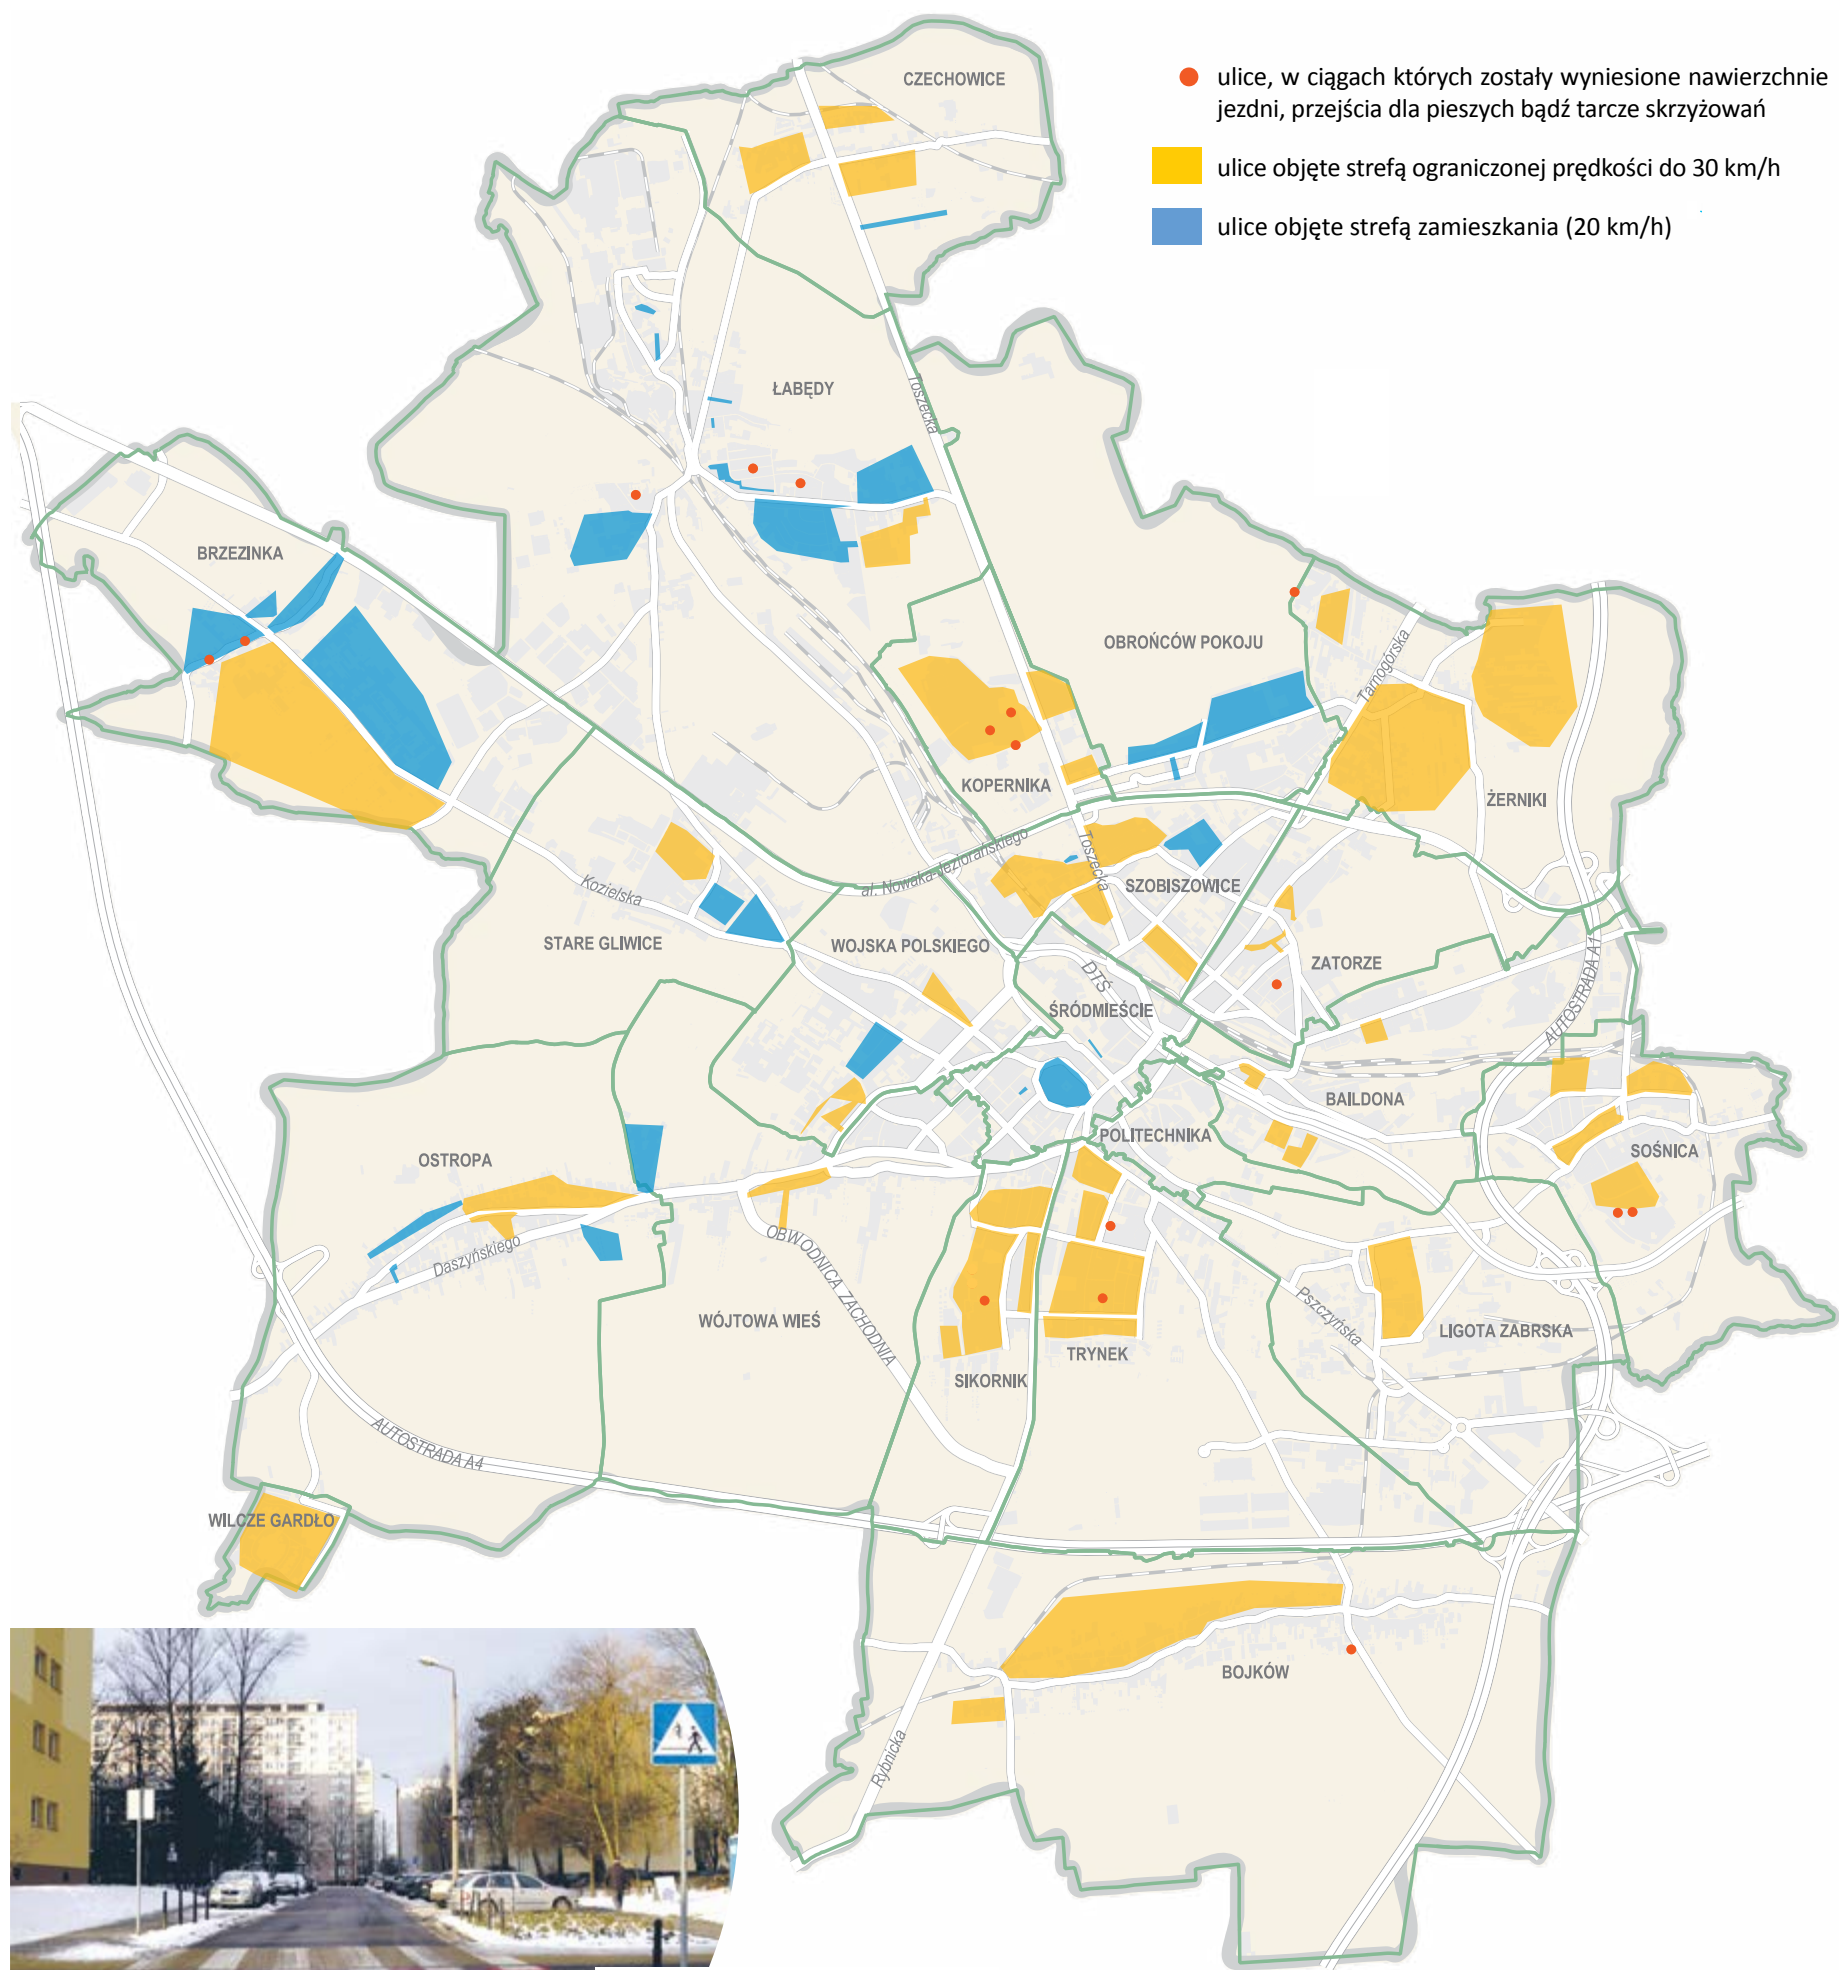 CZECHOWICE
ulice, w ciągach których zostały wyniesione nawierzchnie
jezdni, przejścia dla pieszych bądź tarcze skrzyżowań
ulice objęte strefą ograniczonej prędkości do 30 km/h
ulice objęte strefą zamieszkania (20 km/h)
ŁABĘDY
Toszecka
BRZEZINKA
OBROŃCÓW POKOJU
Tarnogórska
KOPERNIKA
ŻERNIKI
al. Nowaka-Jeziorańskiego
Toszecka
Kozielska
SZOBISZOWICE
STARE GLIWICE
WOJSKA POLSKIEGO
ZATORZE
DTŚ
ŚRÓDMIEŚCIE
AUTOSTRADA A1
BAILDONA
POLITECHNIKA
SOŚNICA
OSTROPA
Daszyńskiego
OBWODNICA ZACHODNIA
WÓJTOWA WIEŚ
Pszczyńska
LIGOTA ZABRSKA
TRYNEK
SIKORNIK
AUTOSTRADA A4
WILCZE GARDŁO
BOJKÓW
Rybnicka